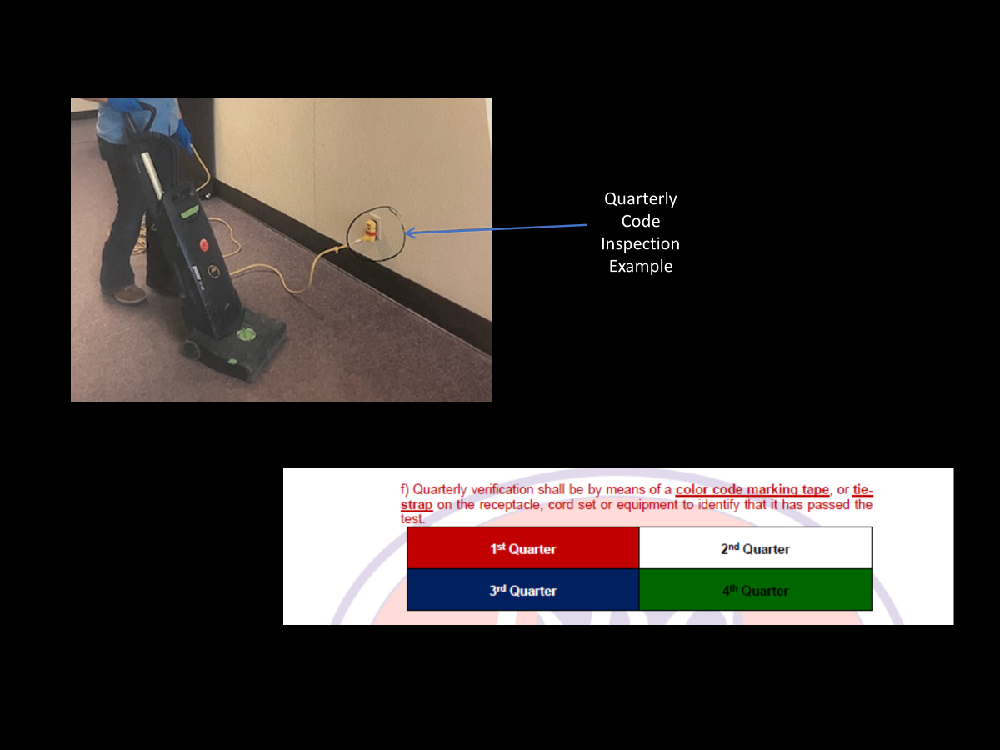 Quarterly
Code
Inspection
Example
f) Quarterly verification shall be by means of a color code marking tape, or tie-
strap on the receptacle, cord set or equipment to identify that it has passed the
test.
1st Quarter
2nd Quarter
3rd Quarter
4th Quarter